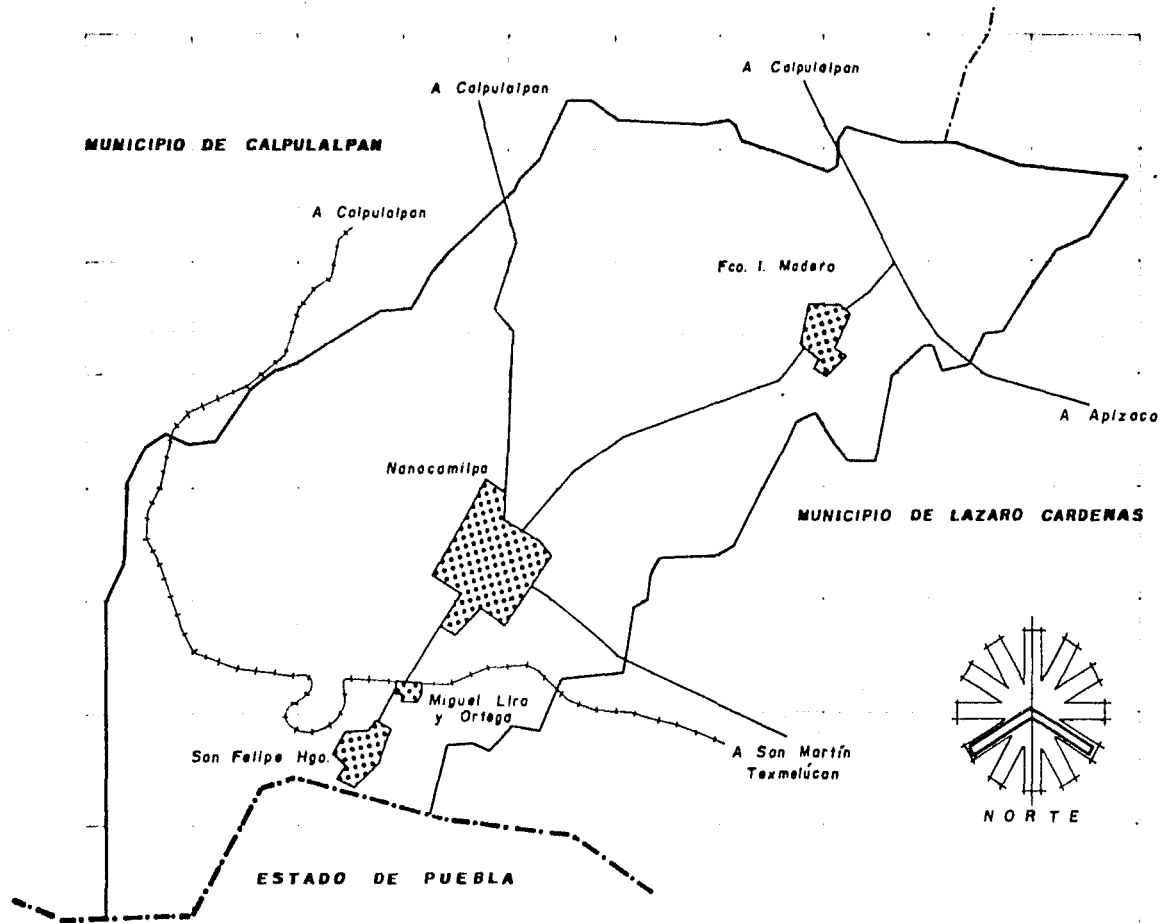 A Calpulalpan
A Calpulalpan
MUNICIPIO DE CALPULALPAN
A Calpulalpan
Fco. I. Madero
A Apizaco
Nanacamilpa
MUNICIPIO DE LAZARO CARDENAS
Miguel Lira
y Ortega
San Felipe Hgo.
A San Martín
Texmelúcan
NORTE
ESTADO DE PUEBLA